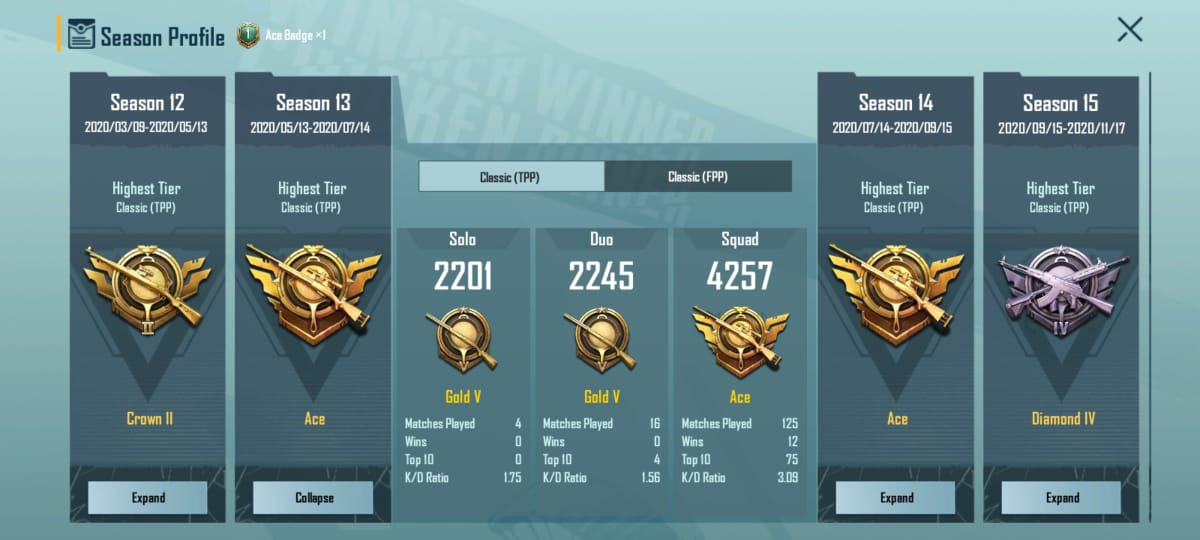 Season Profile
1
Ace Badge ×1
WINNER WINNER
Season 12
2020/03/09-2020/05/13
Highest Tier
Classic (TPP)
II
Crown II
Expand
Season 13
2020/05/13-2020/07/14
Highest Tier
Classic (TPP)
Ace
Collapse
Classic (TPP)
Classic (FPP)
Solo
2201
Gold V
Matches Played 4
Wins 0
Top 10 0
K/D Ratio 1.75
Duo
2245
Gold V
Matches Played 16
Wins 0
Top 10 4
K/D Ratio 1.56
Squad
4257
Ace
Matches Played 125
Wins 12
Top 10 75
K/D Ratio 3.09
Season 14
2020/07/14-2020/09/15
Highest Tier
Classic (TPP)
Ace
Expand
Season 15
2020/09/15-2020/11/17
Highest Tier
Classic (TPP)
IV
Diamond IV
Expand